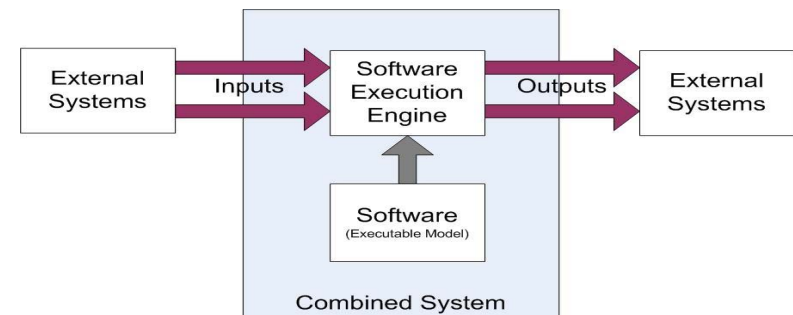 External
Systems
Inputs
Software
Execution
Engine
Outputs
External
Systems
Software
(Executable Model)
Combined System